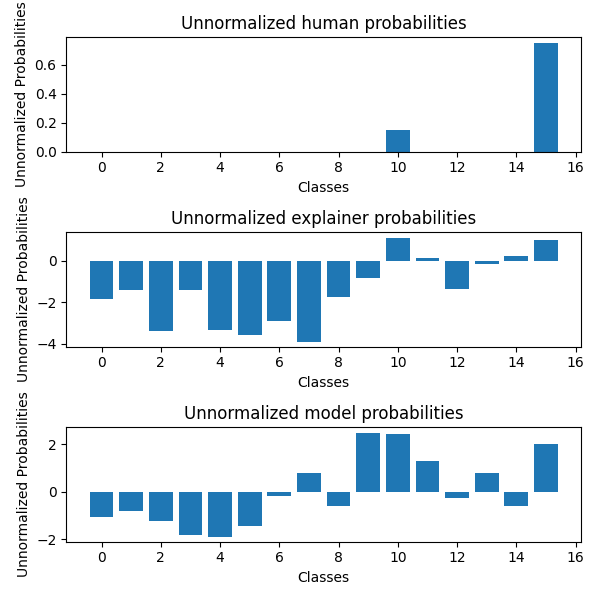 Unnormalized human probabilities
Unnormalized Probabilities
0.6
0.4
0.2
0.0
0 2 4 6 8 10 12 14 16
Classes
Unnormalized explainer probabilities
Unnormalized Probabilities
0
−2
−4
0 2 4 6 8 10 12 14 16
Classes
Unnormalized model probabilities
Unnormalized Probabilities
2
0
−2
0 2 4 6 8 10 12 14 16
Classes